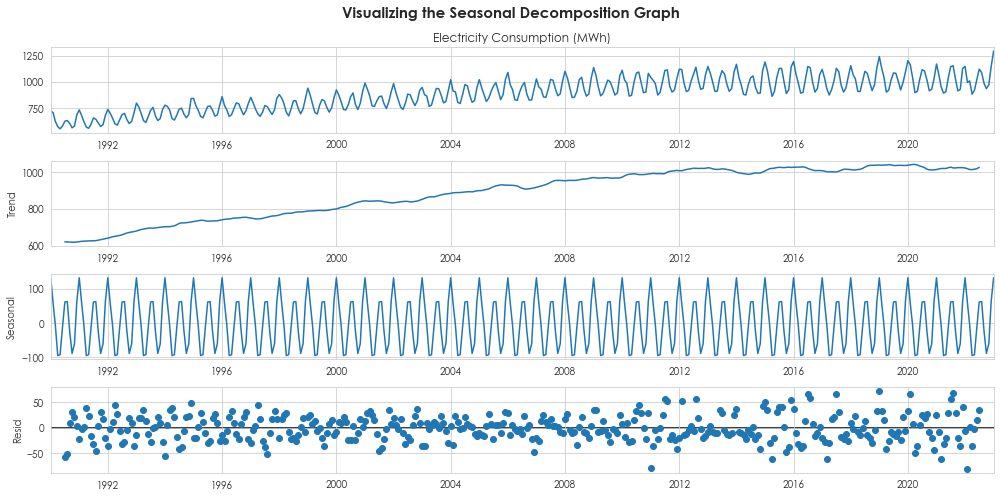 Visualizing the Seasonal Decomposition Graph
Electricity Consumption (MWh)
1250
1000
750
1992 1996 2000 2004 2008 2012 2016 2020
1000
800
600
Trend
1992 1996 2000 2004 2008 2012 2016 2020
100
0
−100
Seasonal
1992 1996 2000 2004 2008 2012 2016 2020
50
0
−50
Resid
1992 1996 2000 2004 2008 2012 2016 2020